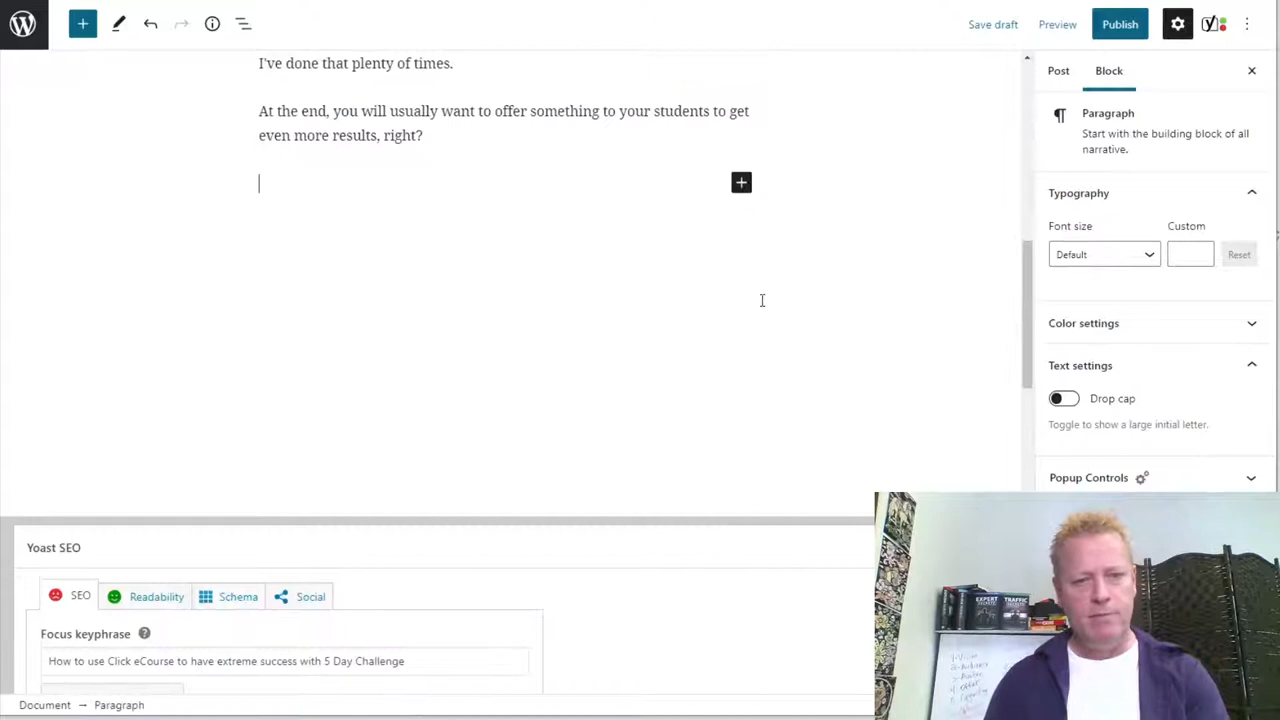 Save draft
Preview
Publish
I've done that plenty of times.
At the end, you will usually want to offer something to your students to get
even more results, right?
Post
Block
Paragraph
Start with the building block of all
narrative.
Typography
Font size
Custom
Default
Reset
Color settings
Text settings
Drop cap
Toggle to show a large initial letter.
Popup Controls
Yoast SEO
SEO
Readability
Schema
Social
Focus keyphrase
How to use Click eCourse to have extreme success with 5 Day Challenge
Document → Paragraph
EXPERT
SECRETS
TRAFFIC
SECRETS